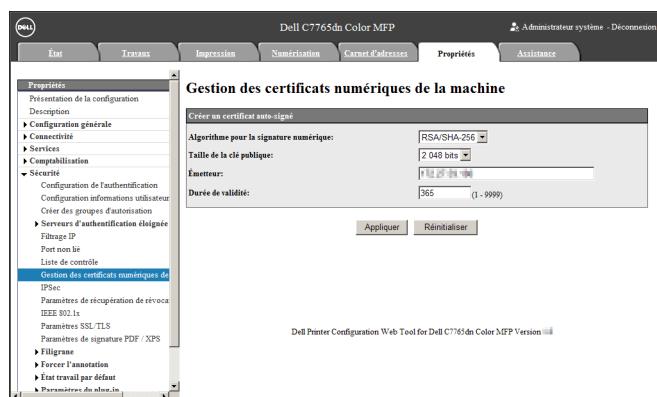 DELL
Dell C7765dn Color MFP
Administrateur système - Déconnexion
État
Travaux
Impression
Numérisation
Carnet d'adresses
Propriétés
Assistance
Propriétés
Présentation de la configuration
Description
Configuration générale
Connectivité
Services
Comptabilisation
Sécurité
Configuration de l'authentification
Configuration informations utilisateur
Créer des groupes d'autorisation
Serveurs d'authentification éloignée
Filtrage IP
Port non lié
Liste de contrôle
Gestion des certificats numériques de
IPSec
Paramètres de récupération de révoca
IEEE 802.1x
Paramètres SSL/TLS
Paramètres de signature PDF / XPS
Filigrane
Forcer l'annotation
État travail par défaut
Paramètres du plug-in
Gestion des certificats numériques de la machine
Créer un certificat auto-signé
Algorithme pour la signature numérique:
RSA/SHA-256
Taille de la clé publique:
2 048 bits
Émetteur:
Durée de validité:
365
(1 - 9999)
Appliquer
Réinitialiser
Dell Printer Configuration Web Tool for Dell C7765dn Color MFP Version